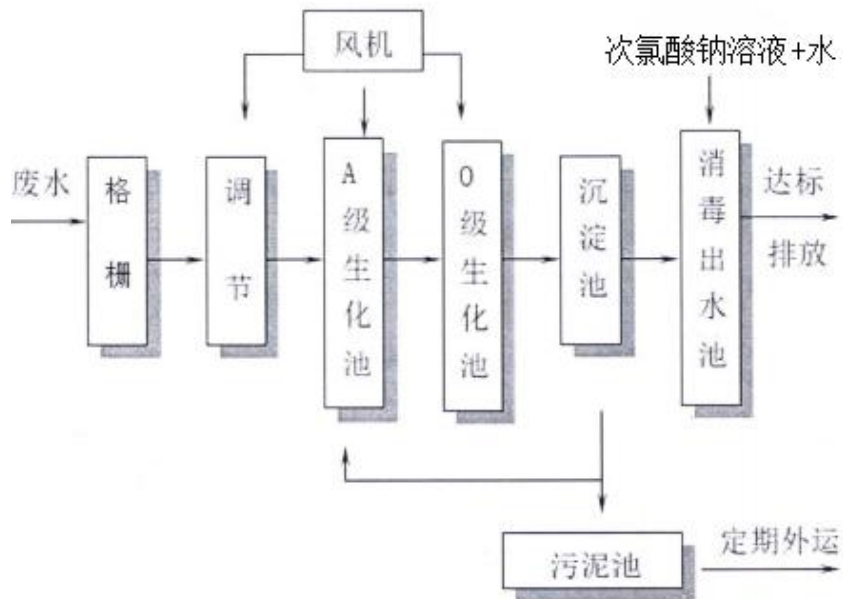 风机
次氯酸钠溶液+水
废水
格栅
调节
A级生化池
O级生化池
沉淀池
消毒出水池
达标
排放
污泥池
定期外运